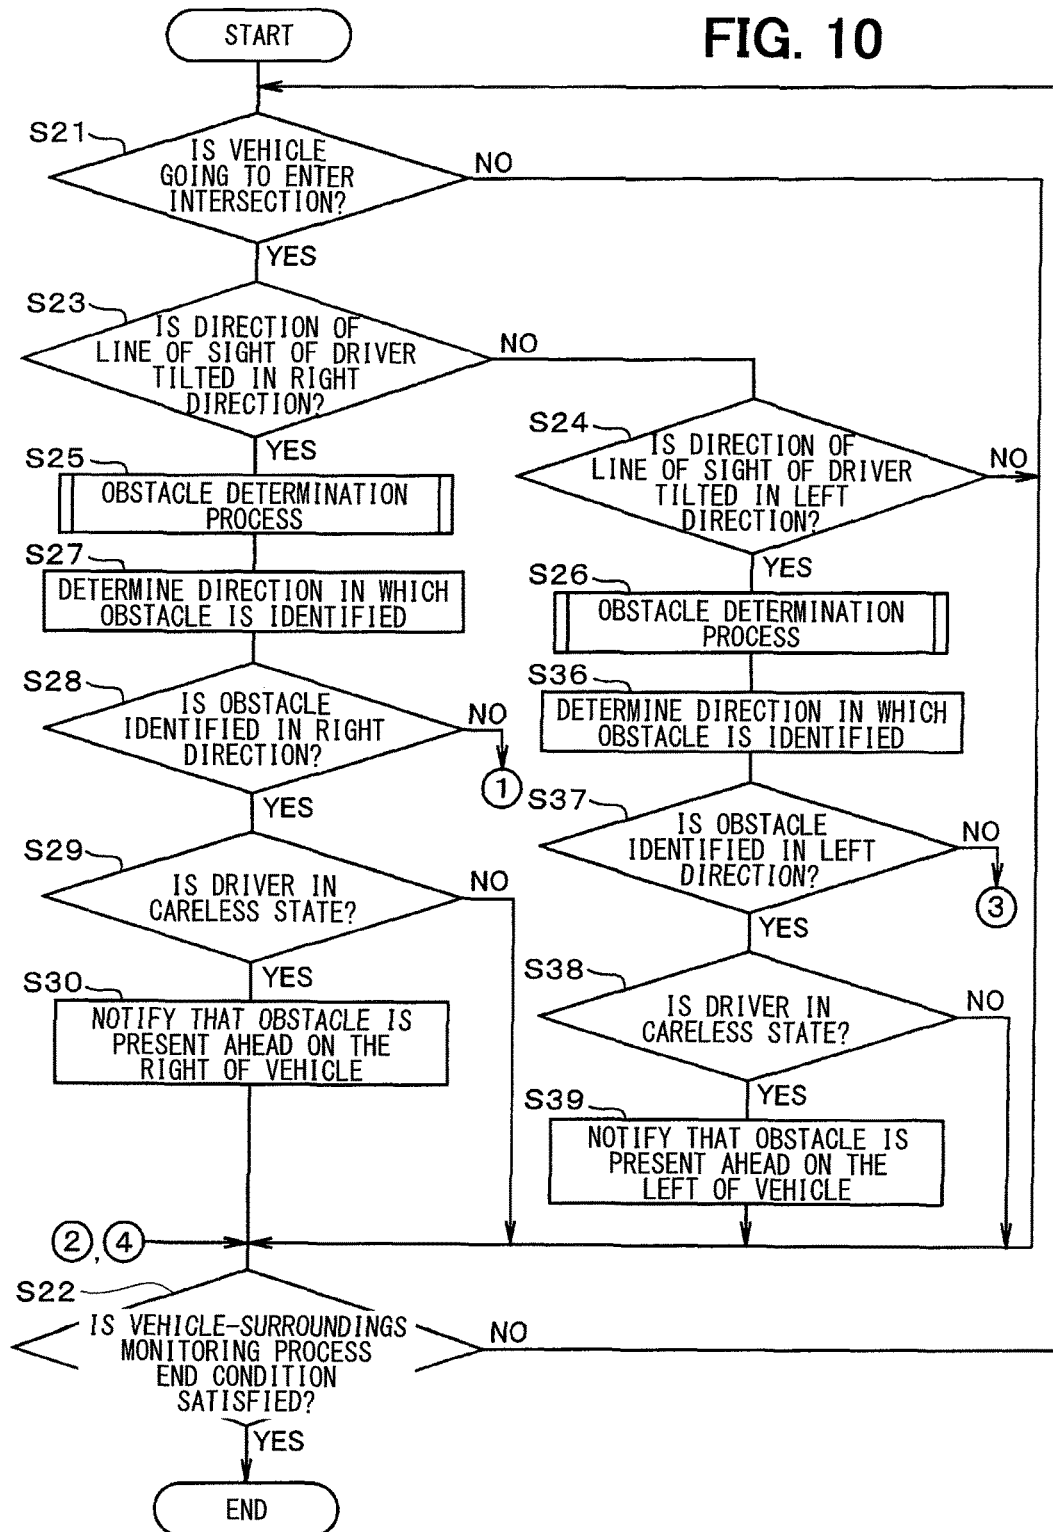 FIG. 10
START
S21
IS VEHICLE
GOING TO ENTER
INTERSECTION?
NO
YES
S23
IS DIRECTION OF
LINE OF SIGHT OF DRIVER
TILTED IN RIGHT
DIRECTION?
NO
YES
S24
IS DIRECTION OF
LINE OF SIGHT OF DRIVER
TILTED IN LEFT
DIRECTION?
NO
YES
S25
OBSTACLE DETERMINATION
PROCESS
S27
DETERMINE DIRECTION IN WHICH
OBSTACLE IS IDENTIFIED
S28
IS OBSTACLE
IDENTIFIED IN RIGHT
DIRECTION?
NO
1
YES
S29
IS DRIVER IN
CARELESS STATE?
NO
YES
S30
NOTIFY THAT OBSTACLE IS
PRESENT AHEAD ON THE
RIGHT OF VEHICLE
S26
OBSTACLE DETERMINATION
PROCESS
S36
DETERMINE DIRECTION IN WHICH
OBSTACLE IS IDENTIFIED
S37
IS OBSTACLE
IDENTIFIED IN LEFT
DIRECTION?
NO
3
YES
S38
IS DRIVER IN
CARELESS STATE?
NO
YES
S39
NOTIFY THAT OBSTACLE IS
PRESENT AHEAD ON THE
LEFT OF VEHICLE
2, 4
S22
IS VEHICLE-SURROUNDINGS
MONITORING PROCESS
END CONDITION
SATISFIED?
NO
YES
END